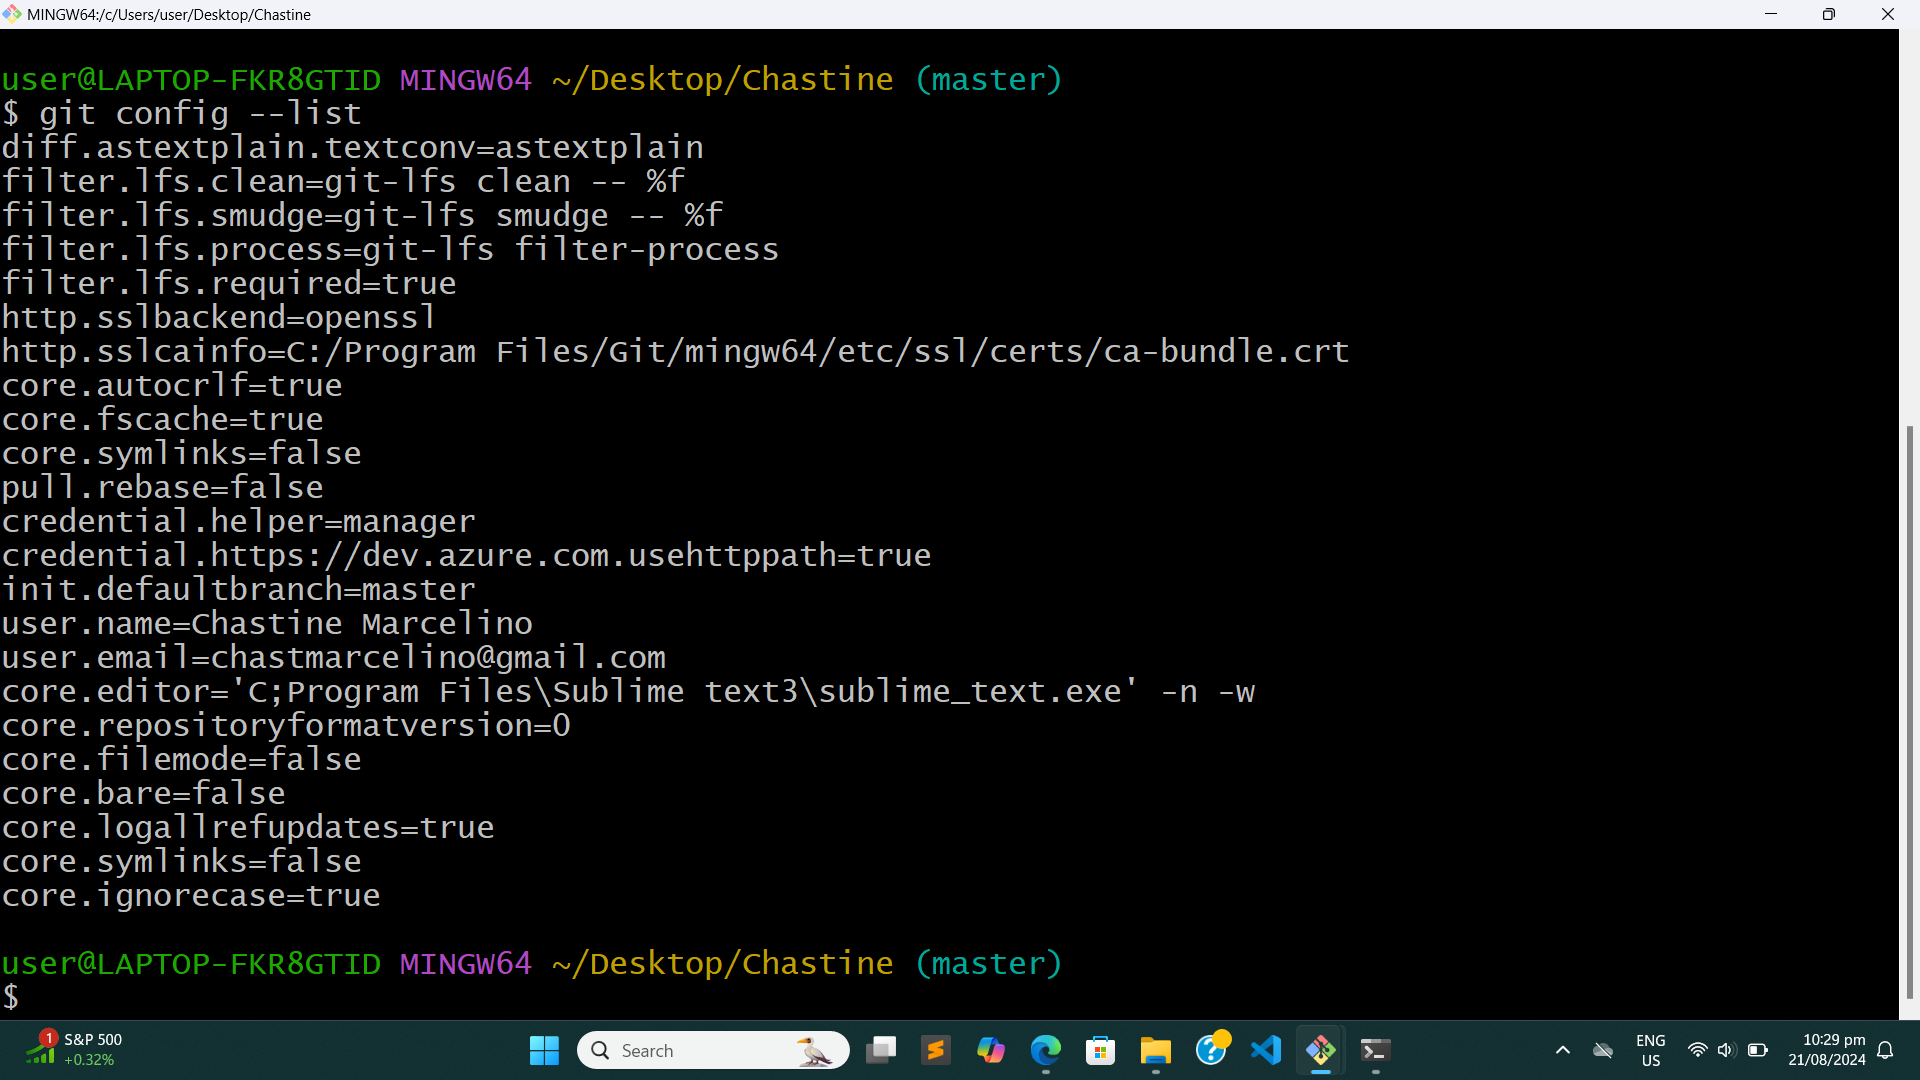 MINGW64:/c/Users/user/Desktop/Chastine
user@LAPTOP-FKR8GTID MINGW64 ~/Desktop/Chastine (master)
$ git config --list
diff.astextplain.textconv=astextplain
filter.lfs.clean=git-lfs clean -- %f
filter.lfs.smudge=git-lfs smudge -- %f
filter.lfs.process=git-lfs filter-process
filter.lfs.required=true
http.sslbackend=openssl
http.sslcainfo=C:/Program Files/Git/mingw64/etc/ssl/certs/ca-bundle.crt
core.autocrlf=true
core.fscache=true
core.symlinks=false
pull.rebase=false
credential.helper=manager
credential.https://dev.azure.com.usehttppath=true
init.defaultbranch=master
user.name=Chastine Marcelino
user.email=chastmarcelino@gmail.com
core.editor='C;Program Files\Sublime text3\sublime_text.exe' -n -w
core.repositoryformatversion=0
core.filemode=false
core.bare=false
core.logallrefupdates=true
core.symlinks=false
core.ignorecase=true
user@LAPTOP-FKR8GTID MINGW64 ~/Desktop/Chastine (master)
$
1
S&P 500
+0.32%
Search
ENG
US
10:29 pm
21/08/2024